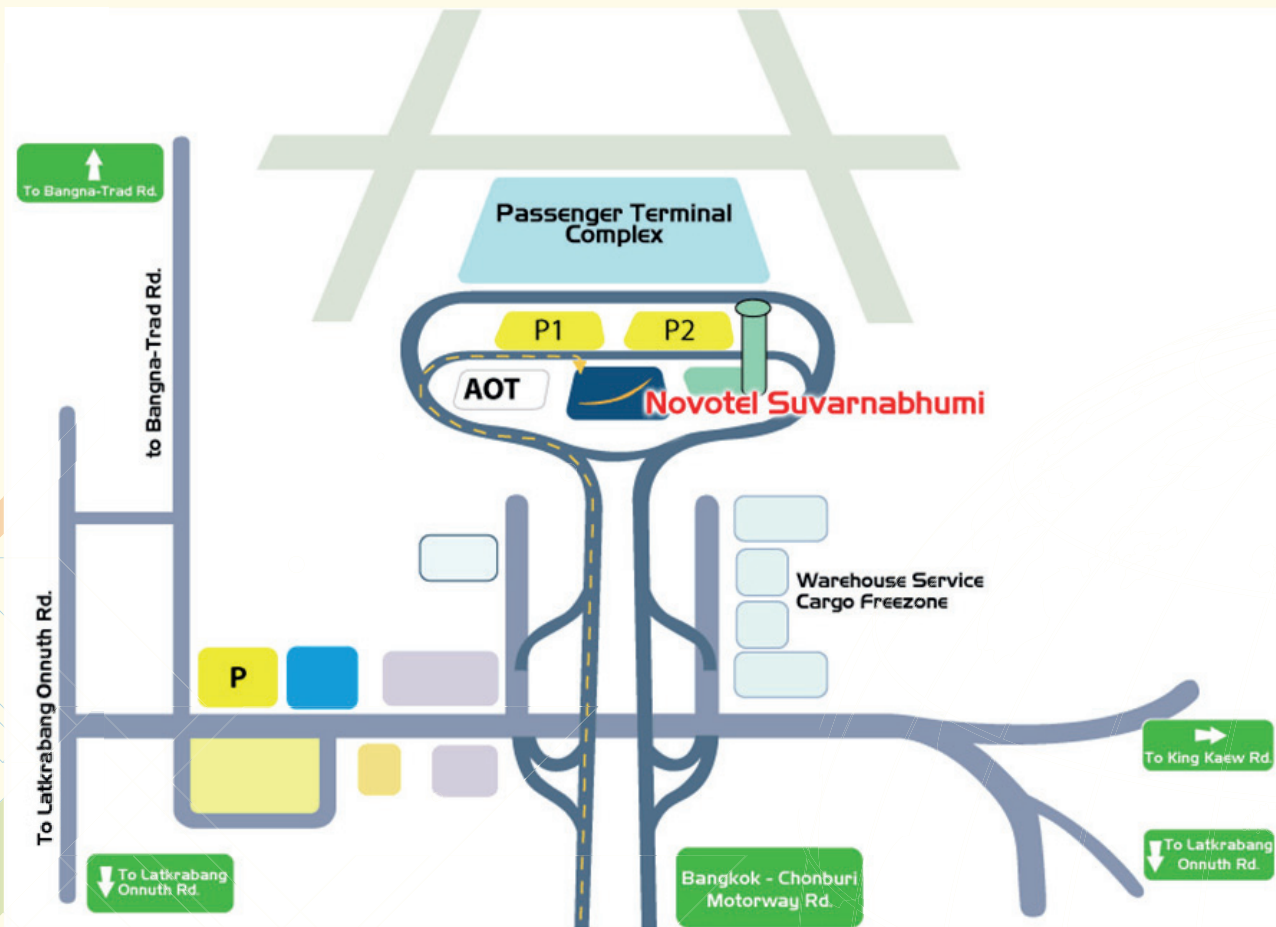 To Bangna-Trad Rd.
to Bangna-Trad Rd.
Passenger Terminal
Complex
P1
P2
AOT
Novotel Suvarnabhumi
Warehouse Service
Cargo Freezone
To Latkrabang Onnuth Rd.
P
To King Kaew Rd.
To Latkrabang
Onnuth Rd.
Bangkok - Chonburi
Motorway Rd.
To Latkrabang
Onnuth Rd.